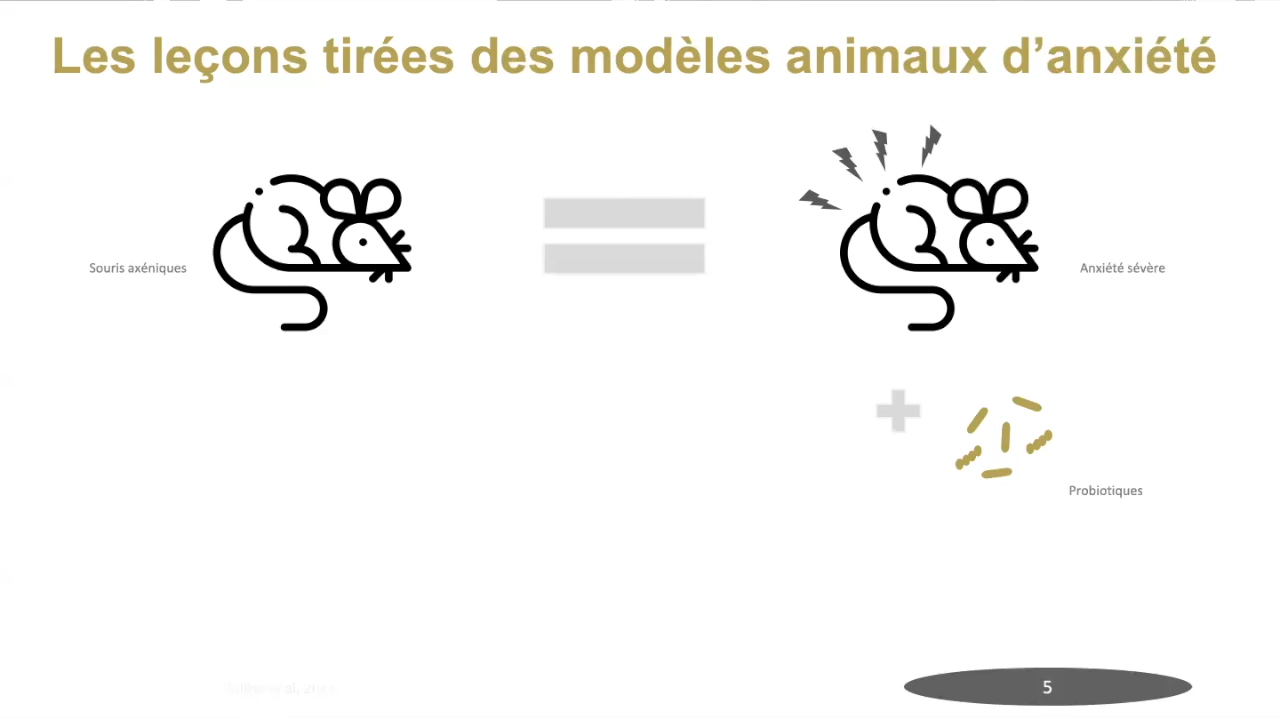 Les leçons tirées des modèles animaux d’anxiété
Souris axéniques
Anxiété sévère
Probiotiques
5